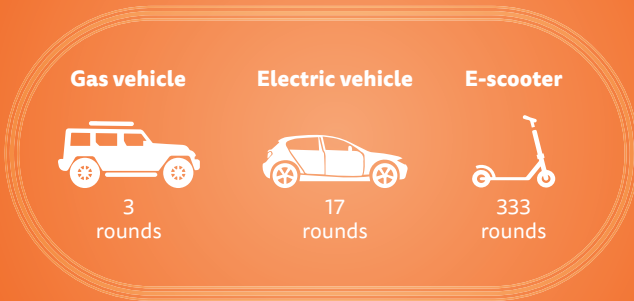 Gas vehicle
3
rounds
Electric vehicle
17
rounds
E-scooter
333
rounds